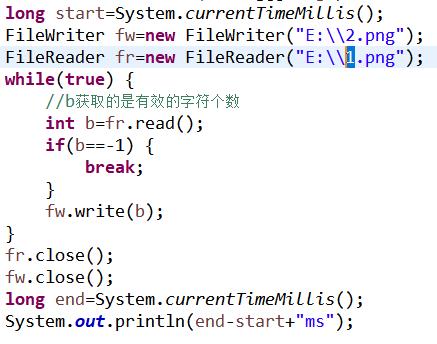 long start=System.currentTimeMillis();
FileWriter fw=new FileWriter("E:\\2.png");
FileReader fr=new FileReader("E:\\1.png");
while(true) {
    //b获取的是有效的字符个数
    int b=fr.read();
    if(b==-1) {
        break;
    }
    fw.write(b);
}
fr.close();
fw.close();
long end=System.currentTimeMillis();
System.out.println(end-start+"ms");